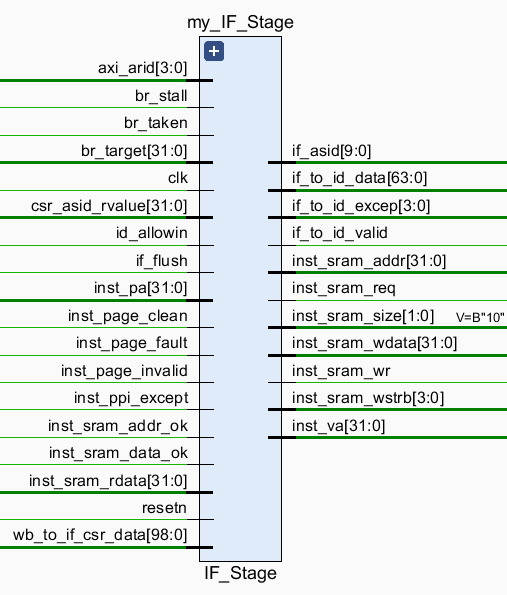 my_IF_Stage
axi_arid[3:0]
br_stall
br_taken
br_target[31:0]
clk
csr_asid_rvalue[31:0]
id_allowin
if_flush
inst_pa[31:0]
inst_page_clean
inst_page_fault
inst_page_invalid
inst_ppi_except
inst_sram_addr_ok
inst_sram_data_ok
inst_sram_rdata[31:0]
resetn
wb_to_if_csr_data[98:0]
if_asid[9:0]
if_to_id_data[63:0]
if_to_id_excep[3:0]
if_to_id_valid
inst_sram_addr[31:0]
inst_sram_req
inst_sram_size[1:0] V=B"10"
inst_sram_wdata[31:0]
inst_sram_wr
inst_sram_wstrb[3:0]
inst_va[31:0]
IF_Stage